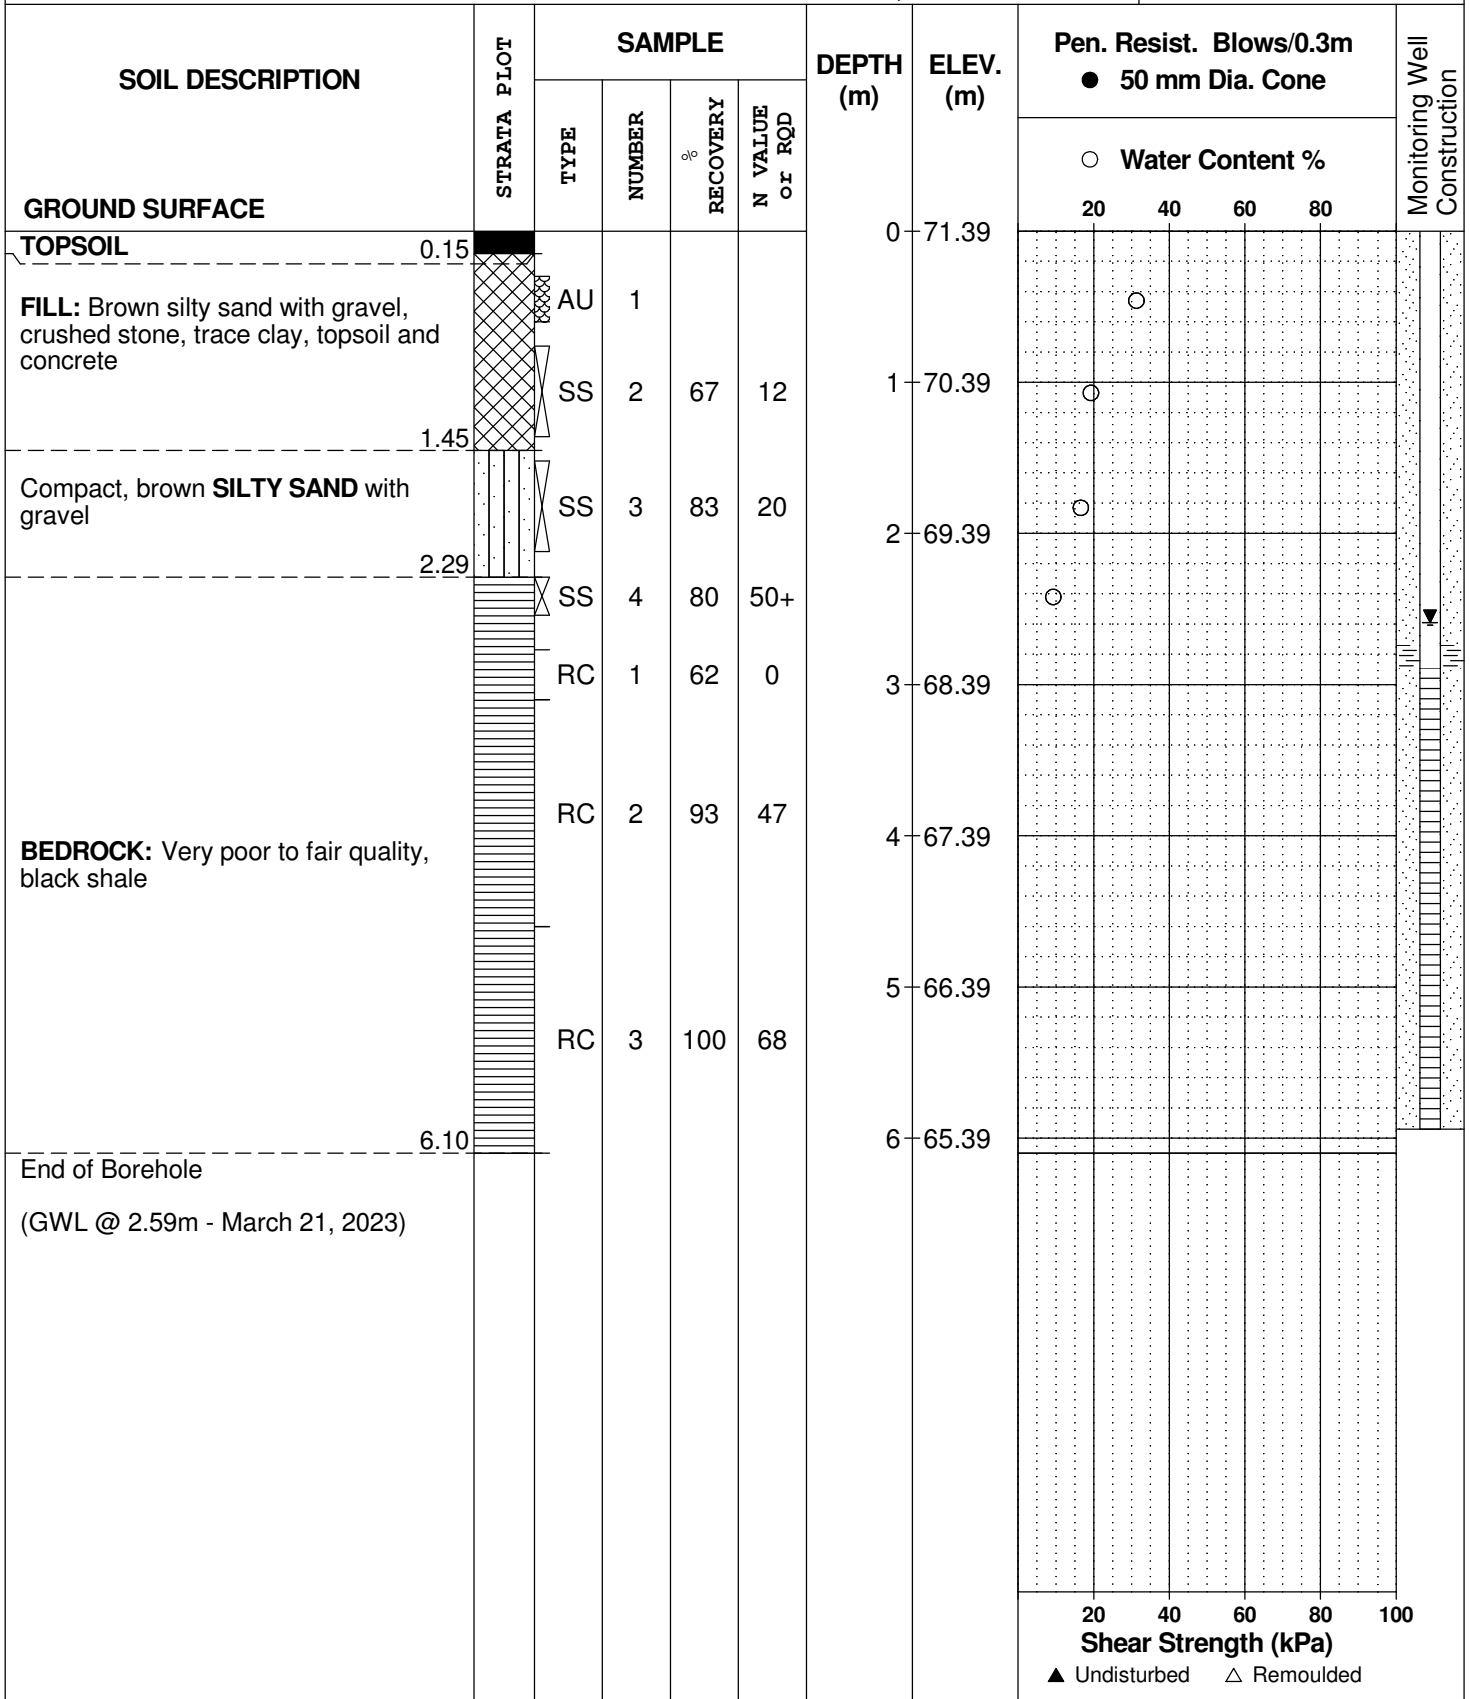 SOIL DESCRIPTION
STRATA PLOT
SAMPLE
TYPE
NUMBER
% RECOVERY
N VALUE or RQD
DEPTH (m)
ELEV. (m)
Pen. Resist. Blows/0.3m
● 50 mm Dia. Cone
○ Water Content %
20 40 60 80
Monitoring Well Construction
GROUND SURFACE
0 71.39
TOPSOIL 0.15
FILL: Brown silty sand with gravel,
crushed stone, trace clay, topsoil and
concrete
AU 1
1 70.39
SS 2 67 12
1.45
Compact, brown SILTY SAND with
gravel
SS 3 83 20
2 69.39
2.29
SS 4 80 50+
RC 1 62 0
3 68.39
RC 2 93 47
4 67.39
BEDROCK: Very poor to fair quality,
black shale
5 66.39
RC 3 100 68
6 65.39
6.10
End of Borehole
(GWL @ 2.59m - March 21, 2023)
20 40 60 80 100
Shear Strength (kPa)
▲ Undisturbed △ Remoulded